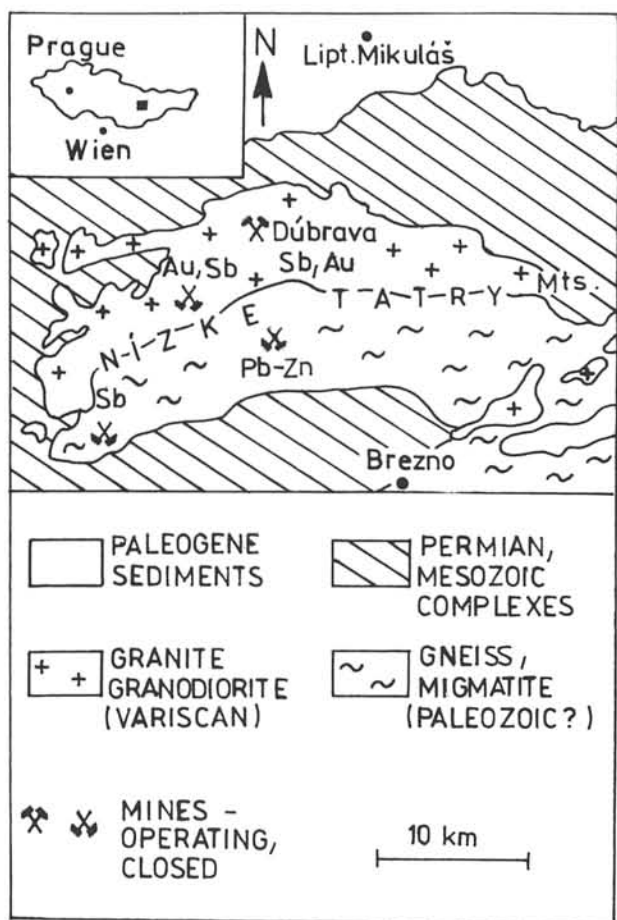 Prague
Wien
N
Lipt. Mikuláš
Dúbrava
Sb, Au
Au, Sb
Mts.
N-Í-Z-K-E T-A-T-R-Y
Pb-Zn
Sb
Brezno
PALEOGENE
SEDIMENTS
PERMIAN,
MESOZOIC
COMPLEXES
GRANITE
GRANODIORITE
(VARISCAN)
GNEISS,
MIGMATITE
(PALEOZOIC?)
MINES -
OPERATING,
CLOSED
10 km